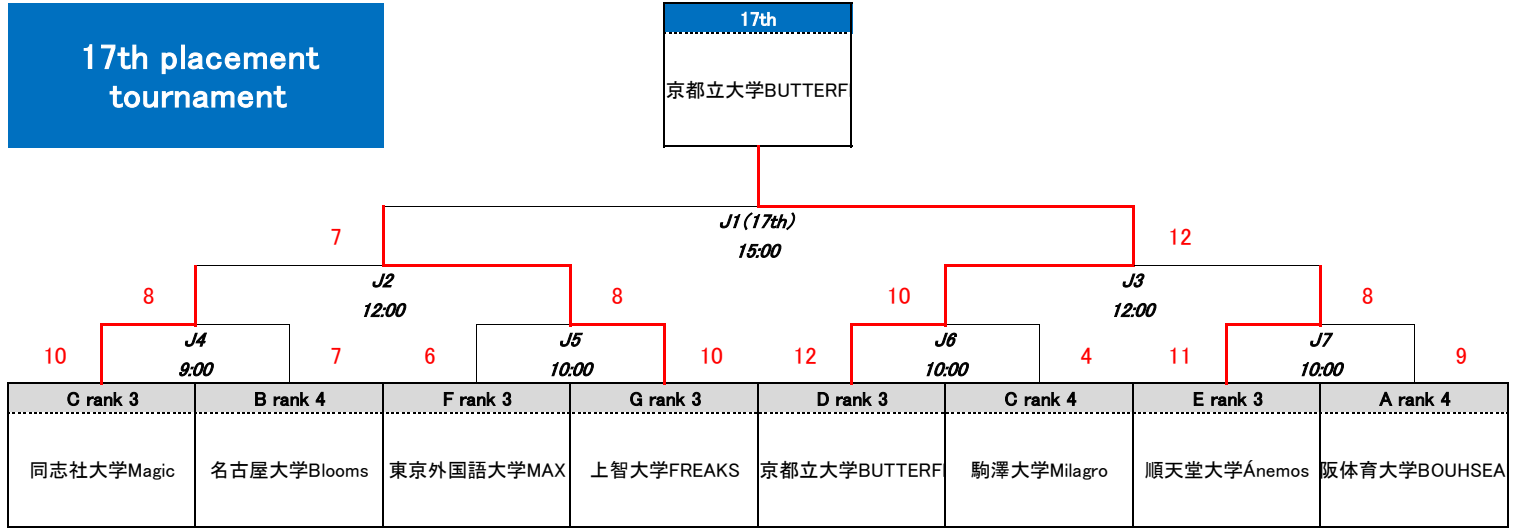 17th placement
tournament
17th
京都立大学BUTTERF
J1(17th)
7
12
15:00
J2
J3
8
8
10
8
12:00
12:00
J4
J5
J6
J7
10
7
6
10
12
4
11
9
9:00
10:00
10:00
10:00
C rank 3
B rank 4
F rank 3
G rank 3
D rank 3
C rank 4
E rank 3
A rank 4
同志社大学Magic
名古屋大学Blooms
東京外国語大学MAX
上智大学FREAKS
京都立大学BUTTERF
駒澤大学Milagro
順天堂大学Ánemos
阪体育大学BOUHSEA